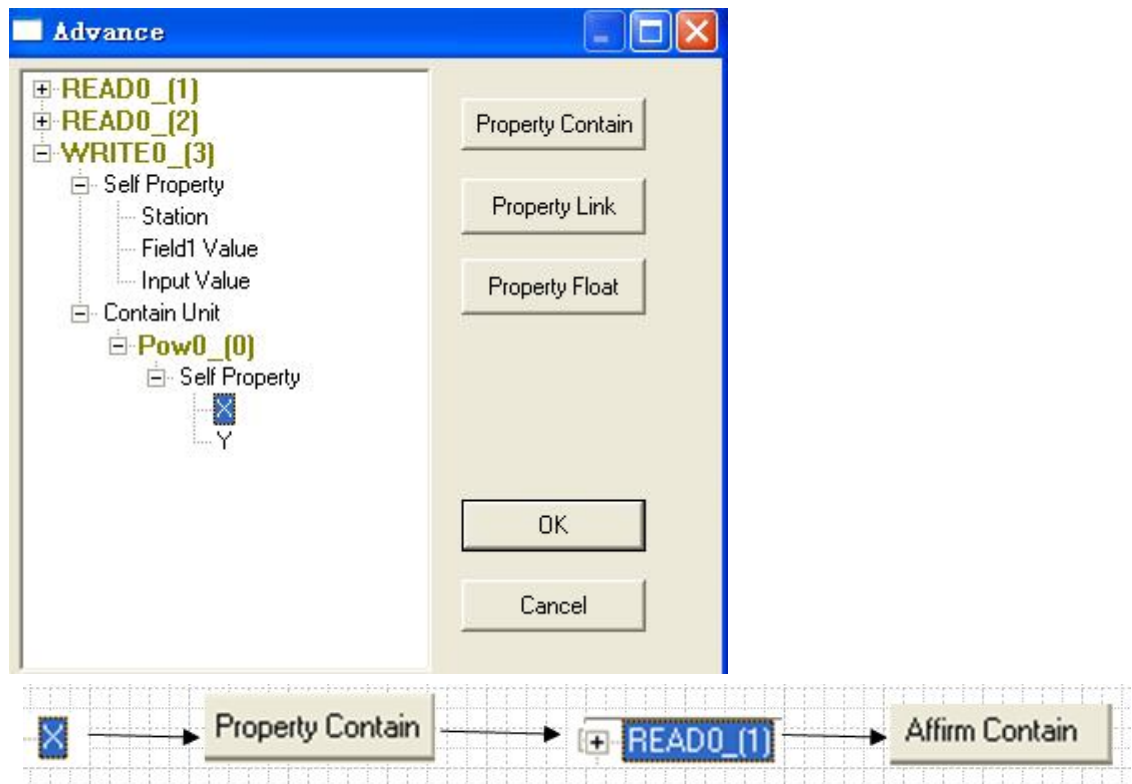 Advance
READ0_(1)
READ0_(2)
WRITE0_(3)
Self Property
Station
Field1 Value
Input Value
Contain Unit
Pow0_(0)
Self Property
X
Y
Property Contain
Property Link
Property Float
OK
Cancel
X Property Contain READ0_(1) Affirm Contain